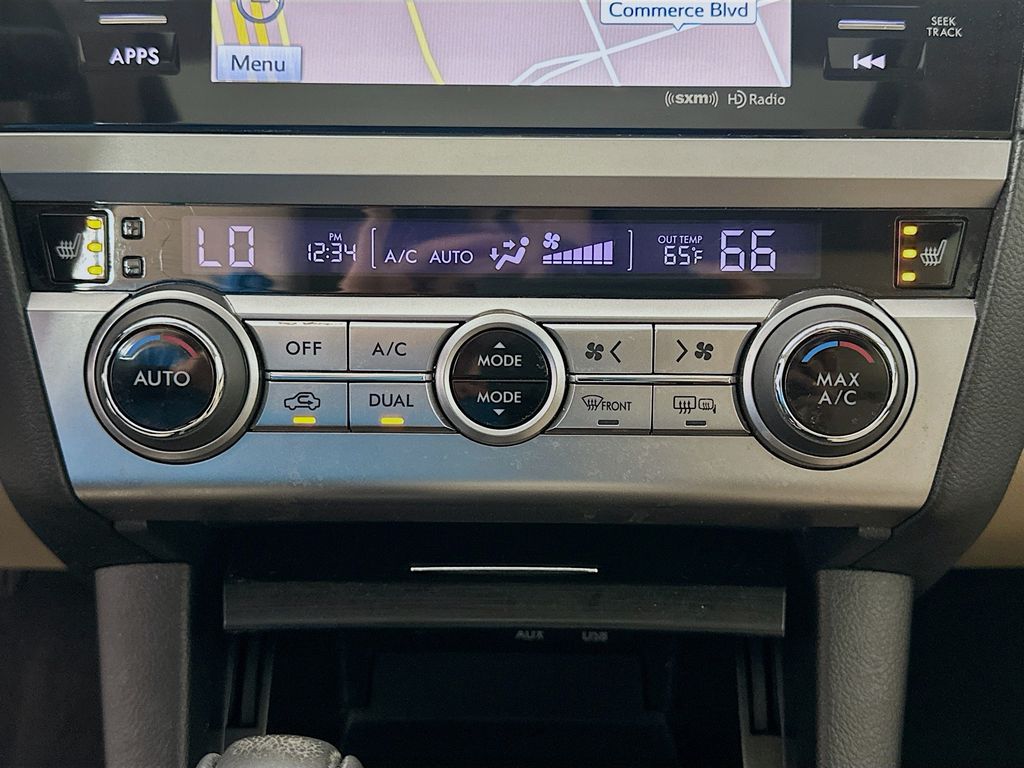 Commerce Blvd
SEEK
TRACK
APPS
Menu
((sxm)) HD Radio
LO
PM
12:34
A/C AUTO
OUT TEMP
65°F
66
AUTO
OFF
A/C
MODE
MODE
DUAL
FRONT
MAX
A/C
AUX
USB